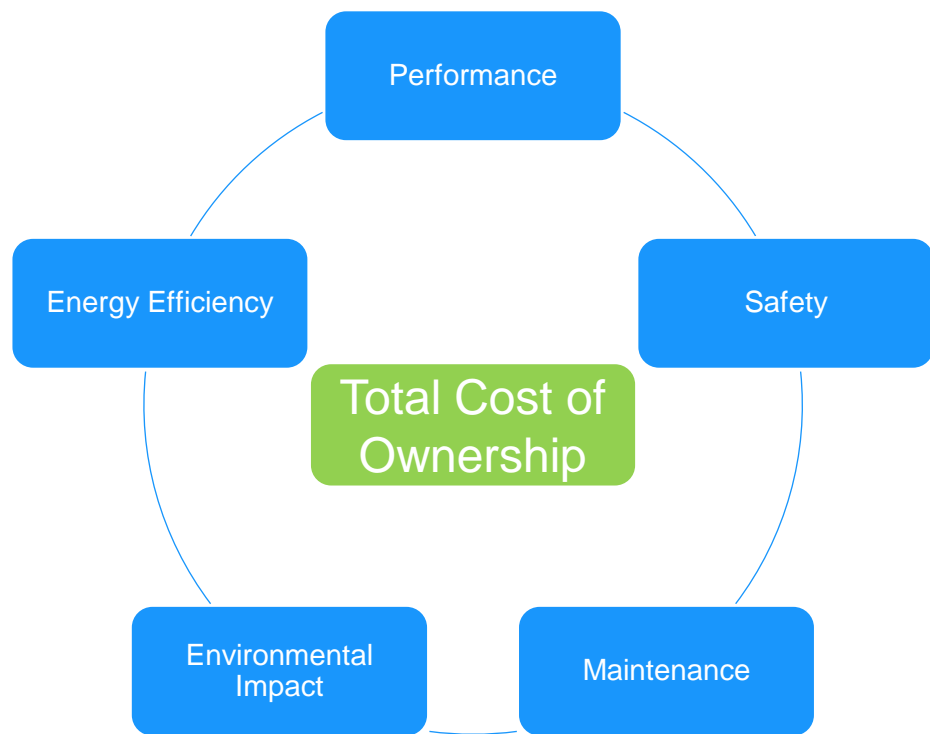 Performance
Energy Efficiency
Safety
Total Cost of
Ownership
Environmental
Impact
Maintenance